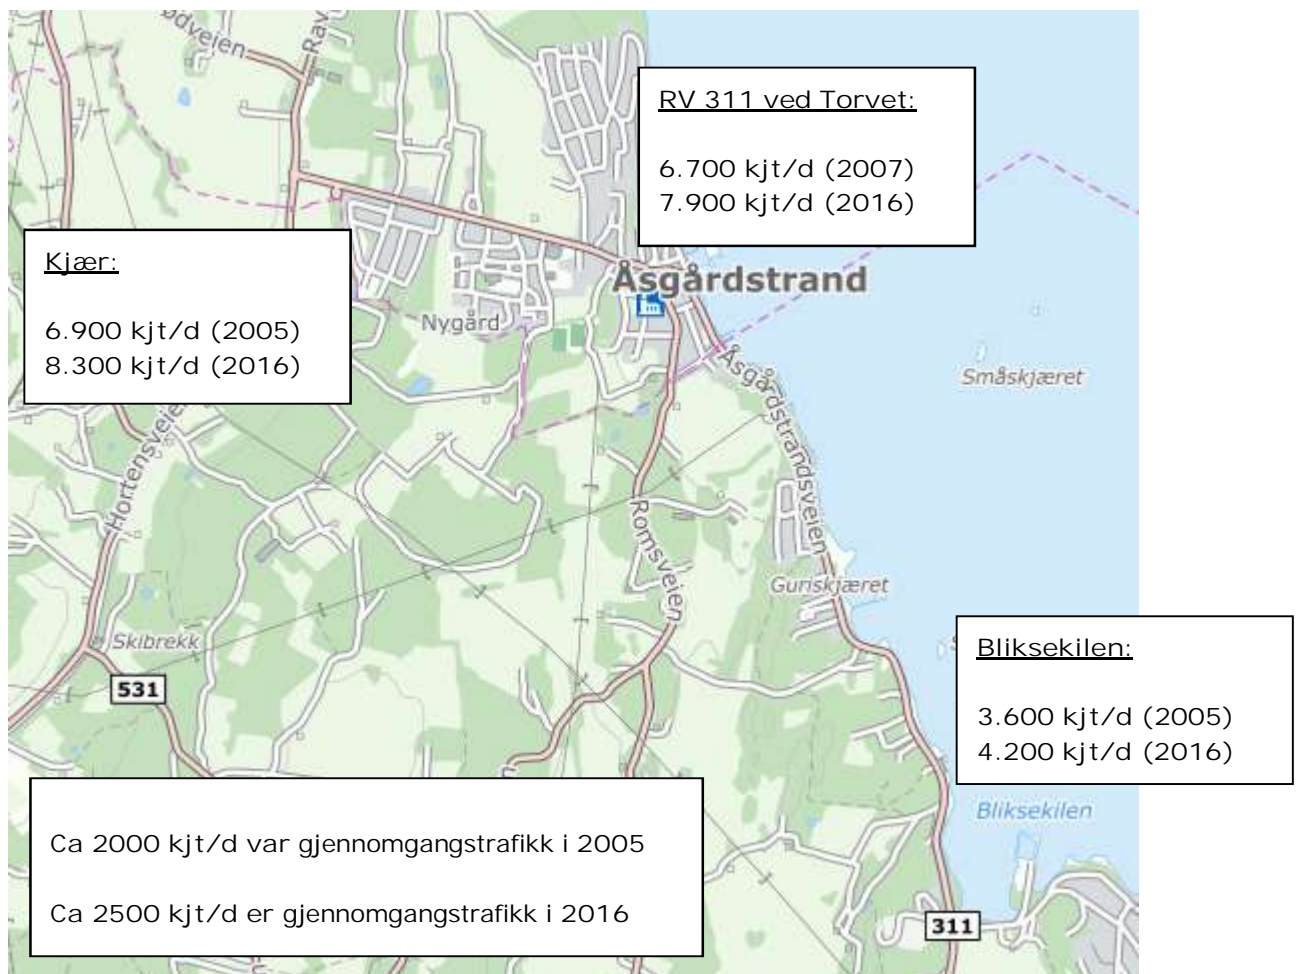 ødveien
Rav
RV 311 ved Torvet:
6.700 kjt/d (2007)
7.900 kjt/d (2016)
Kjær:
6.900 kjt/d (2005)
8.300 kjt/d (2016)
Åsgårdstrand
Nygård
Småskjæret
Åsgårdstrandsveien
Hortensveien
Romsveien
Guriskjæret
Skibrekk
531
Bliksekilen:
3.600 kjt/d (2005)
4.200 kjt/d (2016)
Bliksekilen
Ca 2000 kjt/d var gjennomgangstrafikk i 2005
Ca 2500 kjt/d er gjennomgangstrafikk i 2016
311